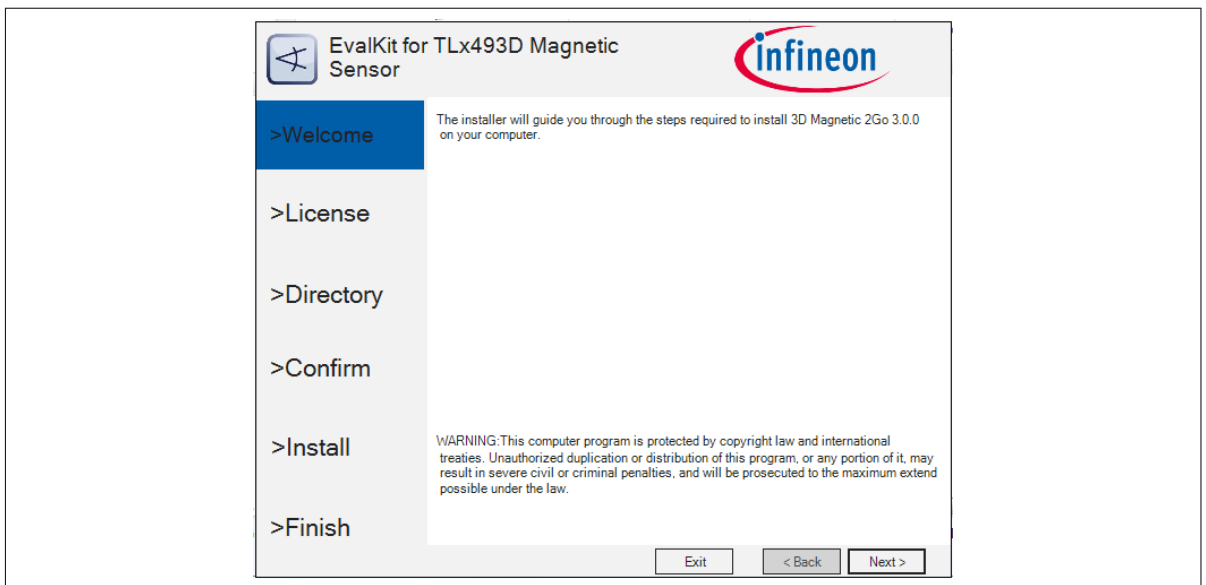 EvalKit for TLx493D Magnetic
Sensor
infineon
>Welcome
The installer will guide you through the steps required to install 3D Magnetic 2Go 3.0.0
on your computer.
>License
>Directory
>Confirm
>Install
WARNING:This computer program is protected by copyright law and international
treaties. Unauthorized duplication or distribution of this program, or any portion of it, may
result in severe civil or criminal penalties, and will be prosecuted to the maximum extend
possible under the law.
>Finish
Exit
< Back
Next >